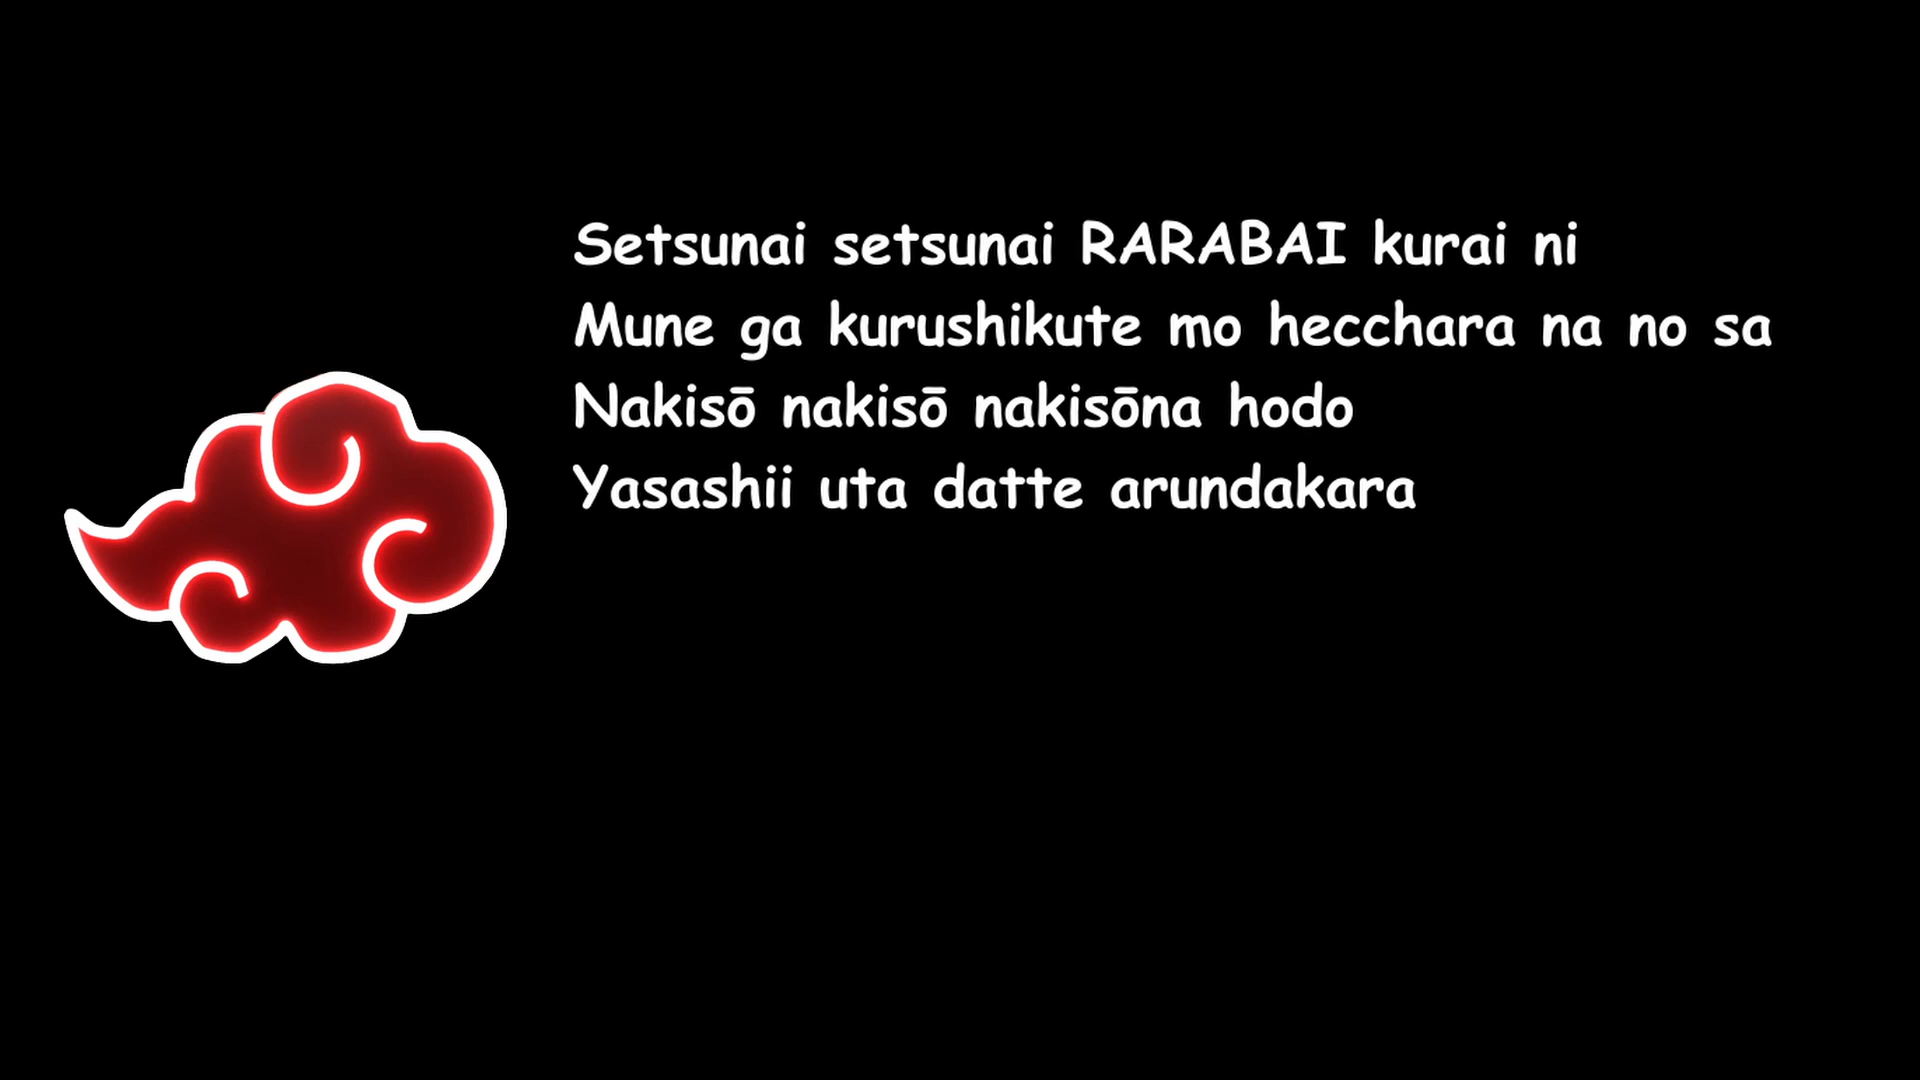 Setsunai setsunai RARABAI kurai ni
Mune ga kurushikute mo hecchara na no sa
Nakisō nakisō nakisōna hodo
Yasashii uta datte arundakara